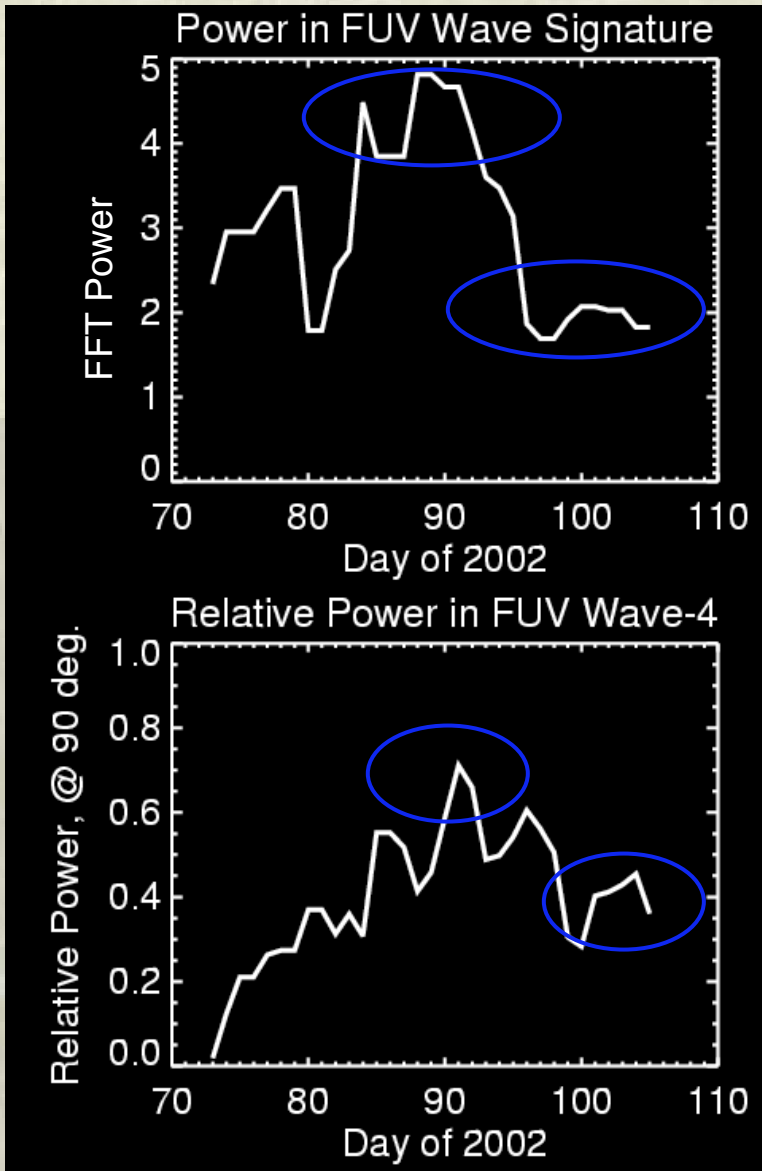 Power in FUV Wave Signature
FFT Power
5
4
3
2
1
0
70 80 90 100 110
Day of 2002
Relative Power in FUV Wave-4
Relative Power, @ 90 deg.
1.0
0.8
0.6
0.4
0.2
0.0
70 80 90 100 110
Day of 2002